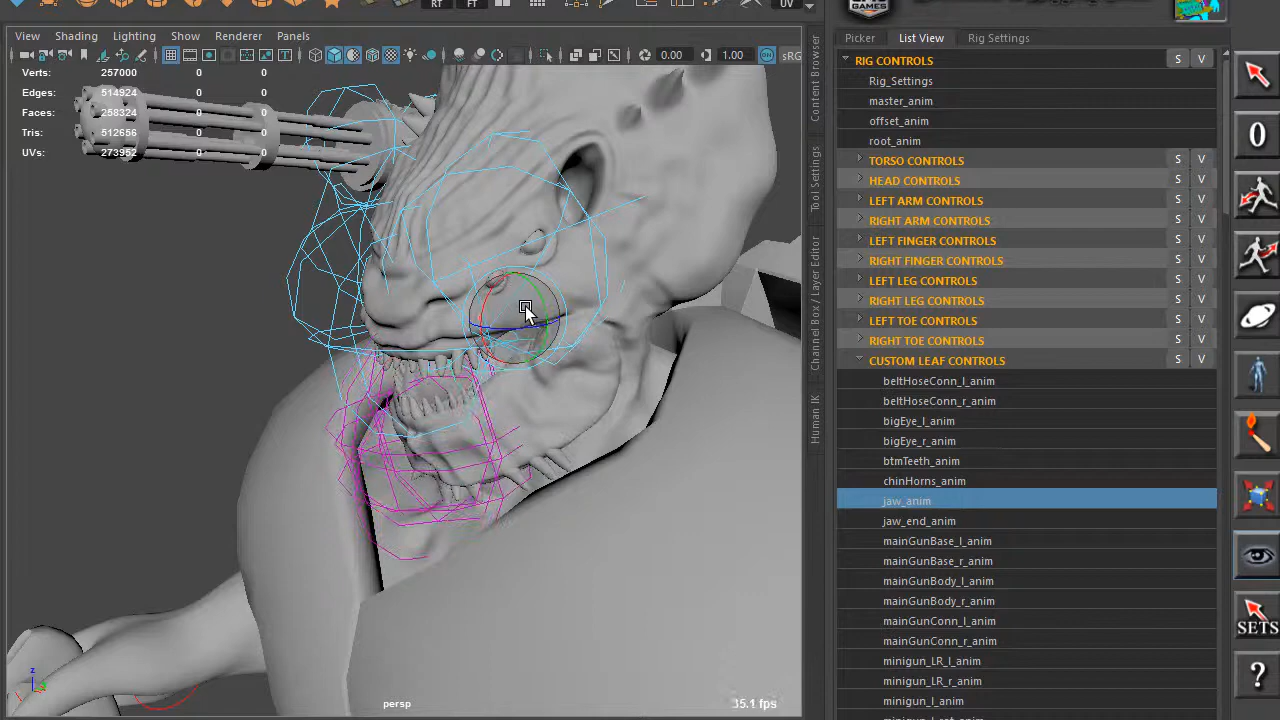 RT FT UV
View Shading Lighting Show Renderer Panels
0.00 1.00 sRG
Verts: 257000 0 0
Edges: 514924 0 0
Faces: 258324 0 0
Tris: 512656 0 0
UVs: 273952 0 0
z
persp
35.1 fps
Content Browser
Tool Settings
Channel Box / Layer Editor
Human IK
GAMES
Picker List View Rig Settings
RIG CONTROLS S V
Rig_Settings
master_anim
offset_anim
root_anim
TORSO CONTROLS S V
HEAD CONTROLS S V
LEFT ARM CONTROLS S V
RIGHT ARM CONTROLS S V
LEFT FINGER CONTROLS S V
RIGHT FINGER CONTROLS S V
LEFT LEG CONTROLS S V
RIGHT LEG CONTROLS S V
LEFT TOE CONTROLS S V
RIGHT TOE CONTROLS S V
CUSTOM LEAF CONTROLS S V
beltHoseConn_l_anim
beltHoseConn_r_anim
bigEye_l_anim
bigEye_r_anim
btmTeeth_anim
chinHorns_anim
jaw_anim
jaw_end_anim
mainGunBase_l_anim
mainGunBase_r_anim
mainGunBody_l_anim
mainGunBody_r_anim
mainGunConn_l_anim
mainGunConn_r_anim
minigun_LR_l_anim
minigun_LR_r_anim
minigun_l_anim
0
SETS
?